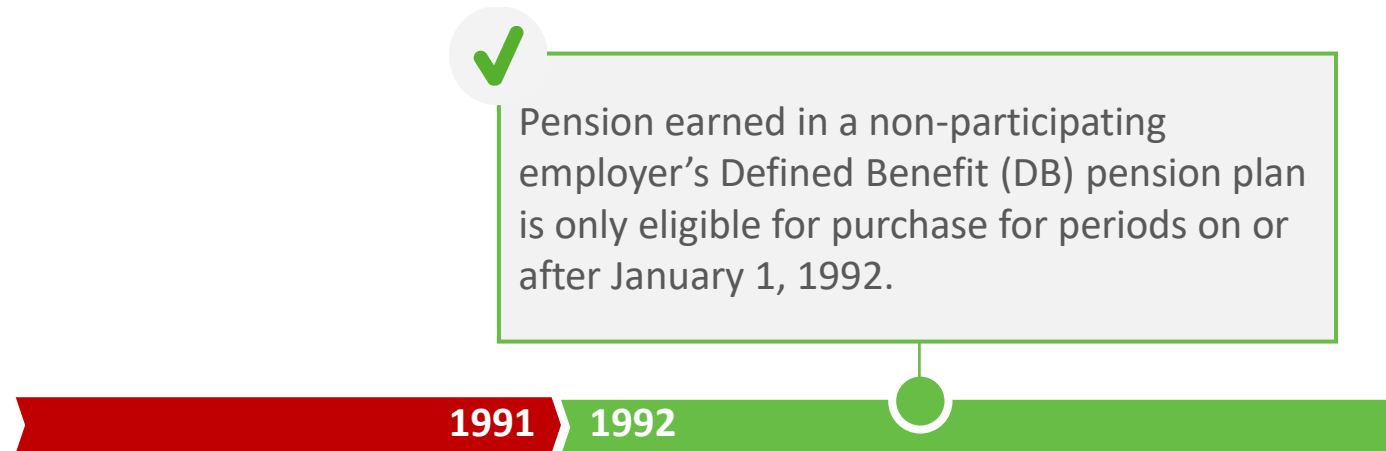 Pension earned in a non-participating
employer’s Defined Benefit (DB) pension plan
is only eligible for purchase for periods on or
after January 1, 1992.
1991 1992